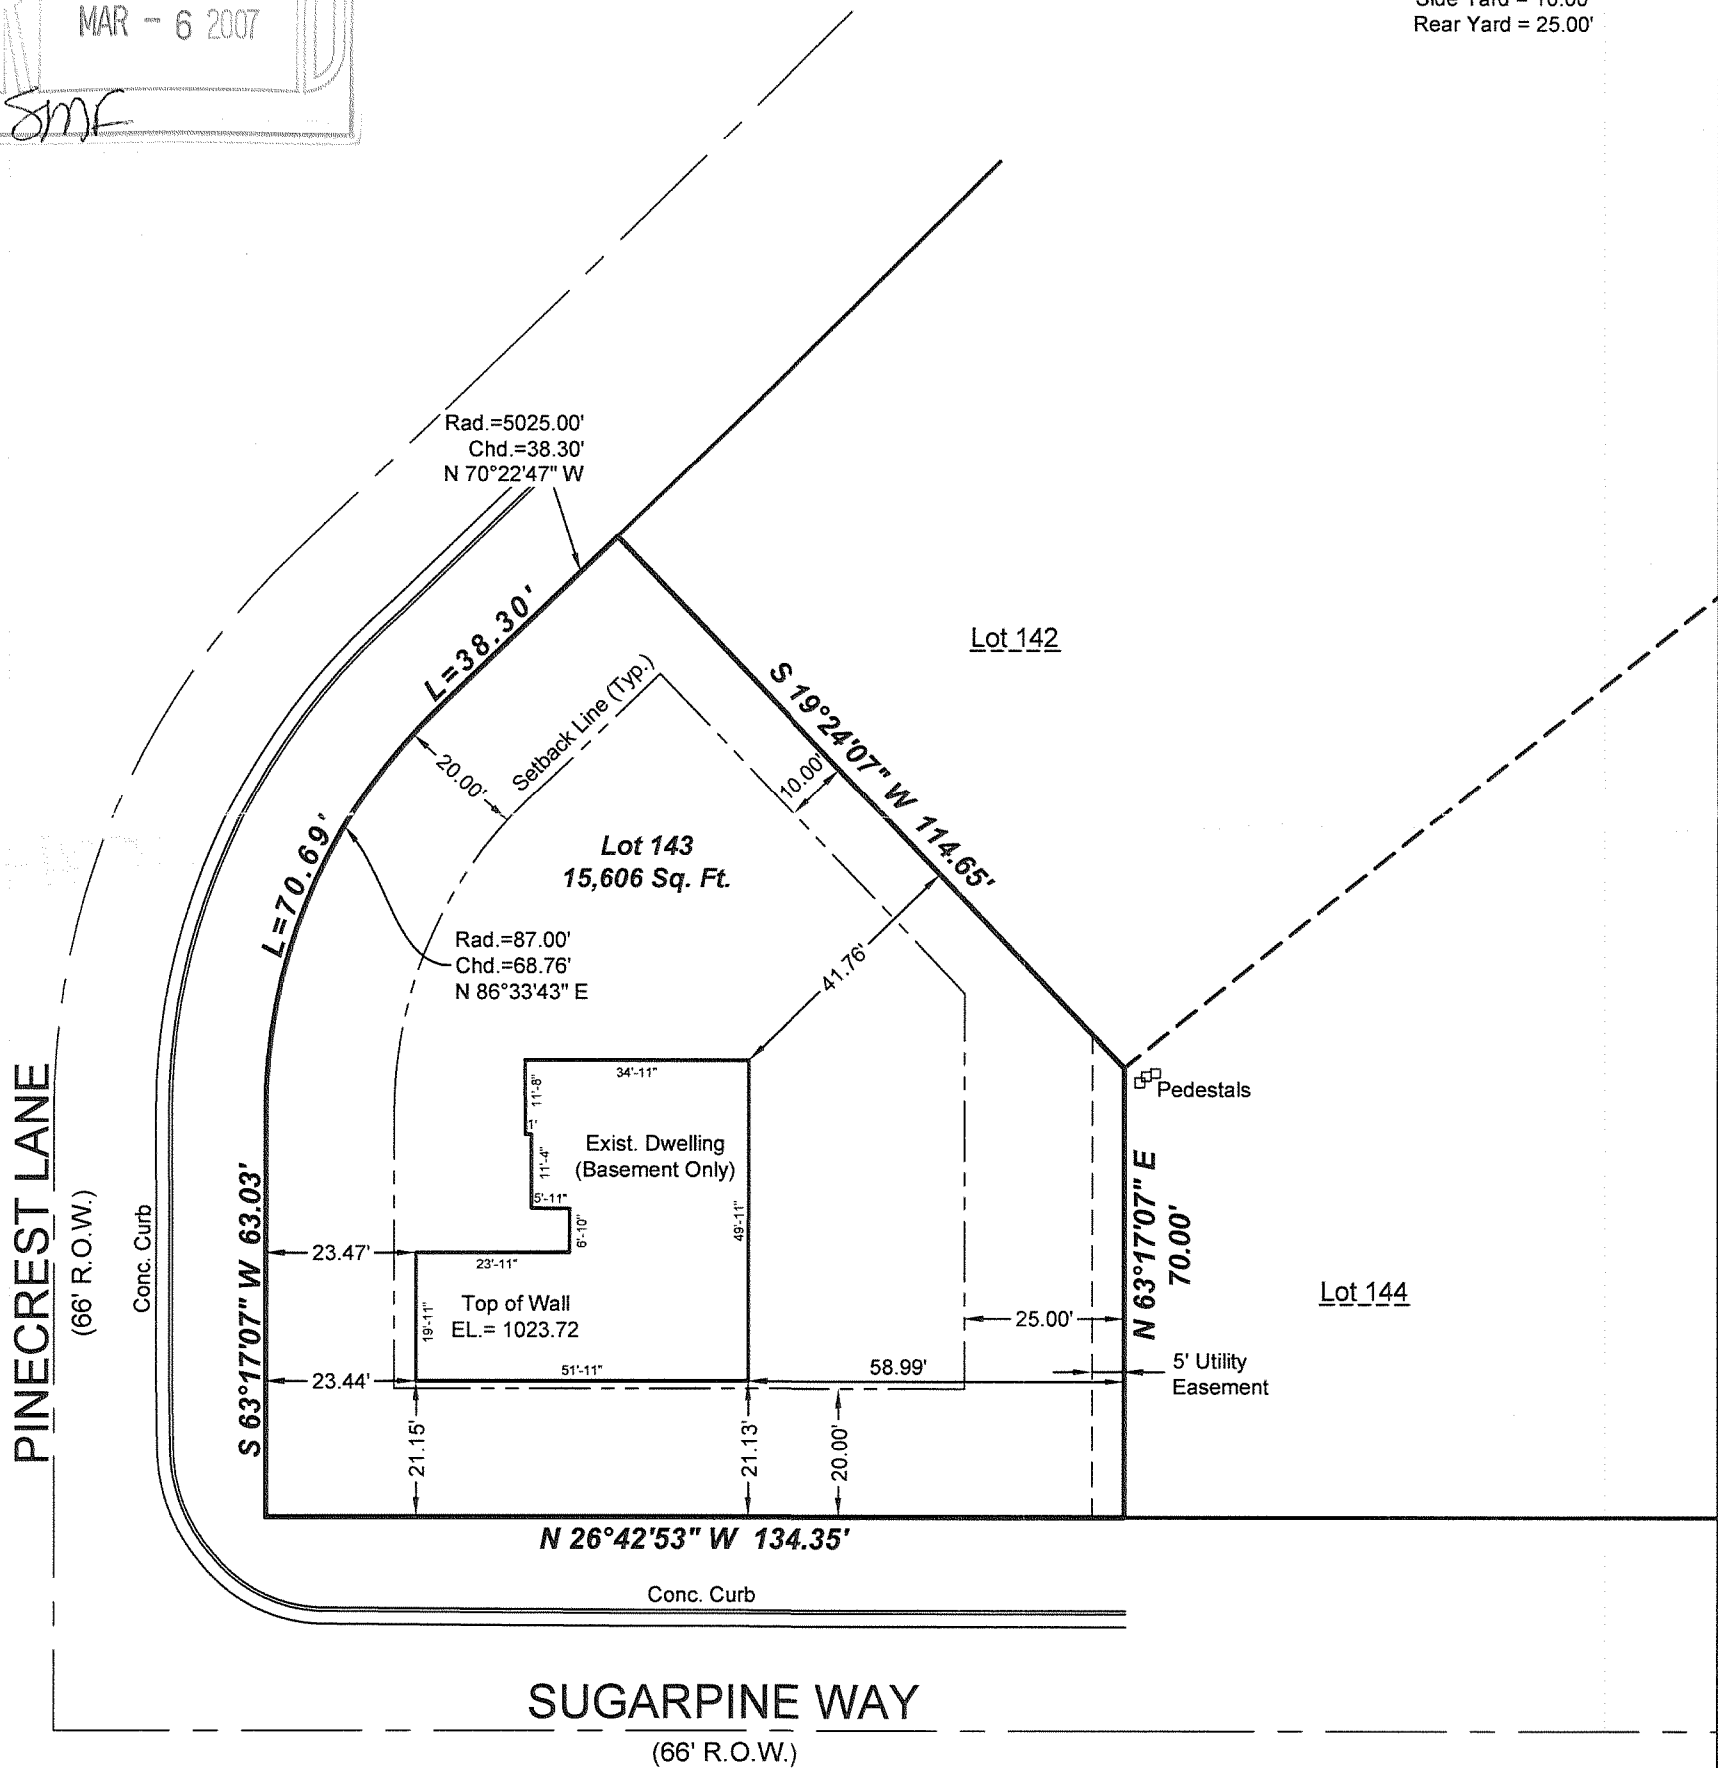 MAR - 6 2007
SMF
Rear Yard = 25.00'
Rad.=5025.00'
Chd.=38.30'
N 70°22'47" W
L=38.30'
Lot 142
S 19°24'07" W 114.65'
Setback Line (Typ.)
20.00'
10.00'
Lot 143
15,606 Sq. Ft.
L=70.69'
Rad.=87.00'
Chd.=68.76'
N 86°33'43" E
41.76'
34'-11"
11'-8"
1'
11'-4"
5'-11"
6'-10"
Exist. Dwelling
(Basement Only)
49'-11"
Pedestals
N 63°17'07" E
70.00'
PINECREST LANE
(66' R.O.W.)
Conc. Curb
S 63°17'07" W 63.03'
23.47'
23'-11"
19'-11"
Top of Wall
EL.= 1023.72
51'-11"
23.44'
25.00'
58.99'
Lot 144
5' Utility
Easement
21.15'
21.13'
20.00'
N 26°42'53" W 134.35'
Conc. Curb
SUGARPINE WAY
(66' R.O.W.)